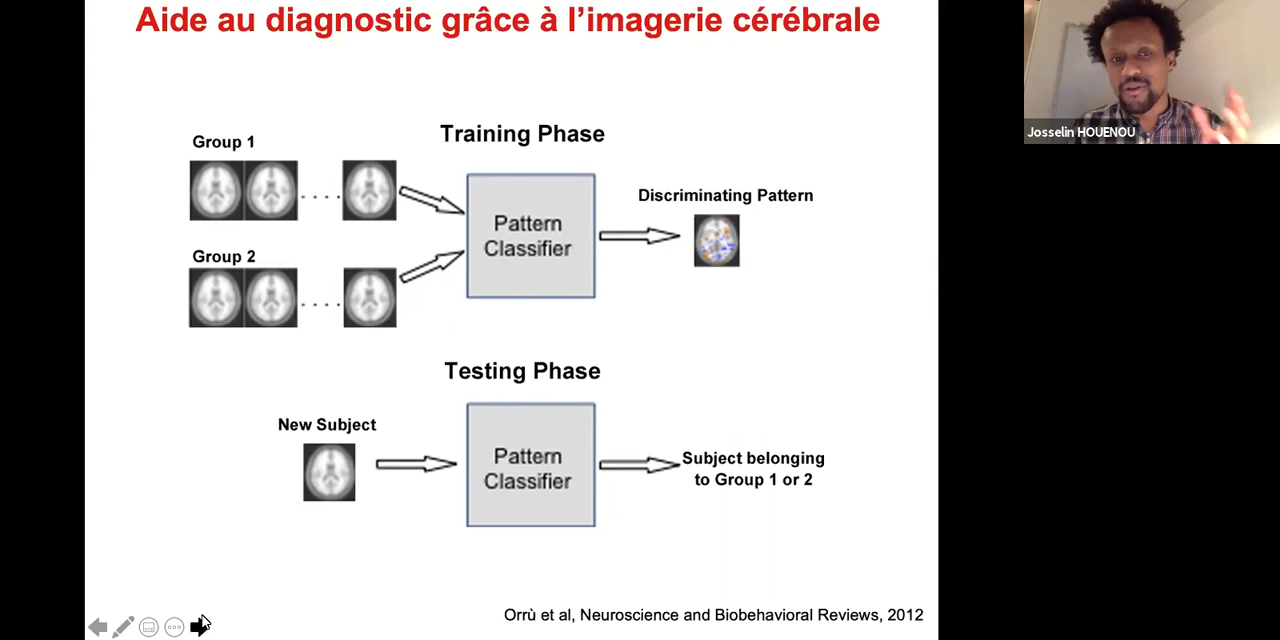 Aide au diagnostic grâce à l’imagerie cérébrale
Josselin HOUENOU
Training Phase
Group 1
Pattern
Classifier
Discriminating Pattern
Group 2
Testing Phase
New Subject
Pattern
Classifier
Subject belonging
to Group 1 or 2
Orrù et al, Neuroscience and Biobehavioral Reviews, 2012